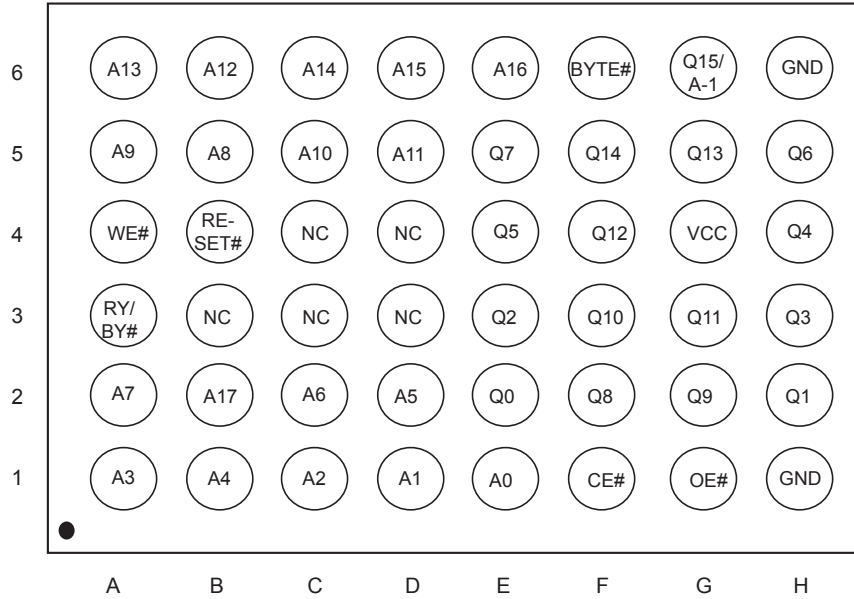 6 A13 A12 A14 A15 A16 BYTE# Q15/ A-1 GND
5 A9 A8 A10 A11 Q7 Q14 Q13 Q6
4 WE# RE- SET# NC NC Q5 Q12 VCC Q4
3 RY/ BY# NC NC NC Q2 Q10 Q11 Q3
2 A7 A17 A6 A5 Q0 Q8 Q9 Q1
1 A3 A4 A2 A1 A0 CE# OE# GND
A B C D E F G H